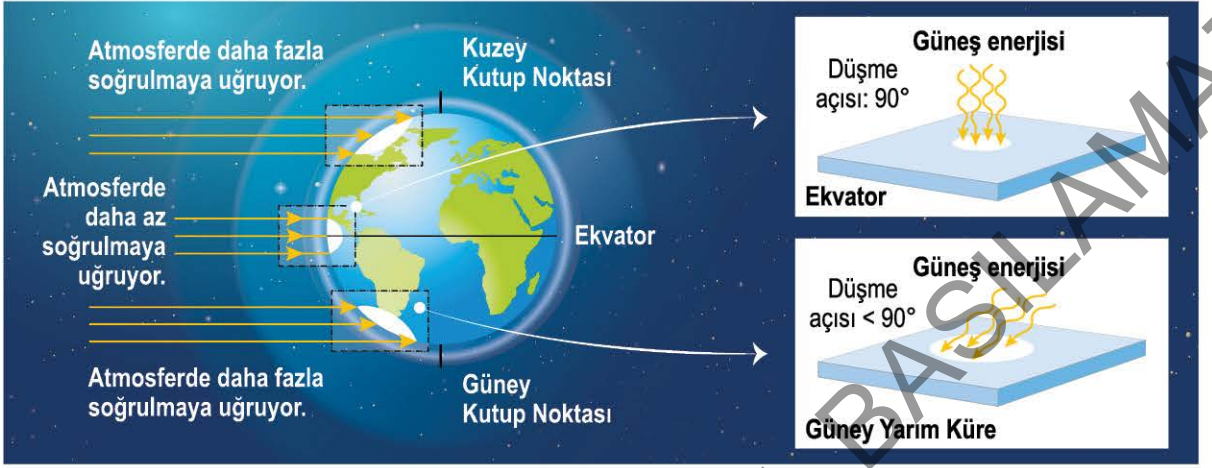 Atmosferde daha fazla
soğrulmaya uğruyor.
Kuzey
Kutup Noktası
Atmosferde
daha az
soğrulmaya
uğruyor.
Ekvator
Atmosferde daha fazla
soğrulmaya uğruyor.
Güney
Kutup Noktası
Güneş enerjisi
Düşme
açısı: 90°
Ekvator
Güneş enerjisi
Düşme
açısı < 90°
Güney Yarım Küre
BASILAMA